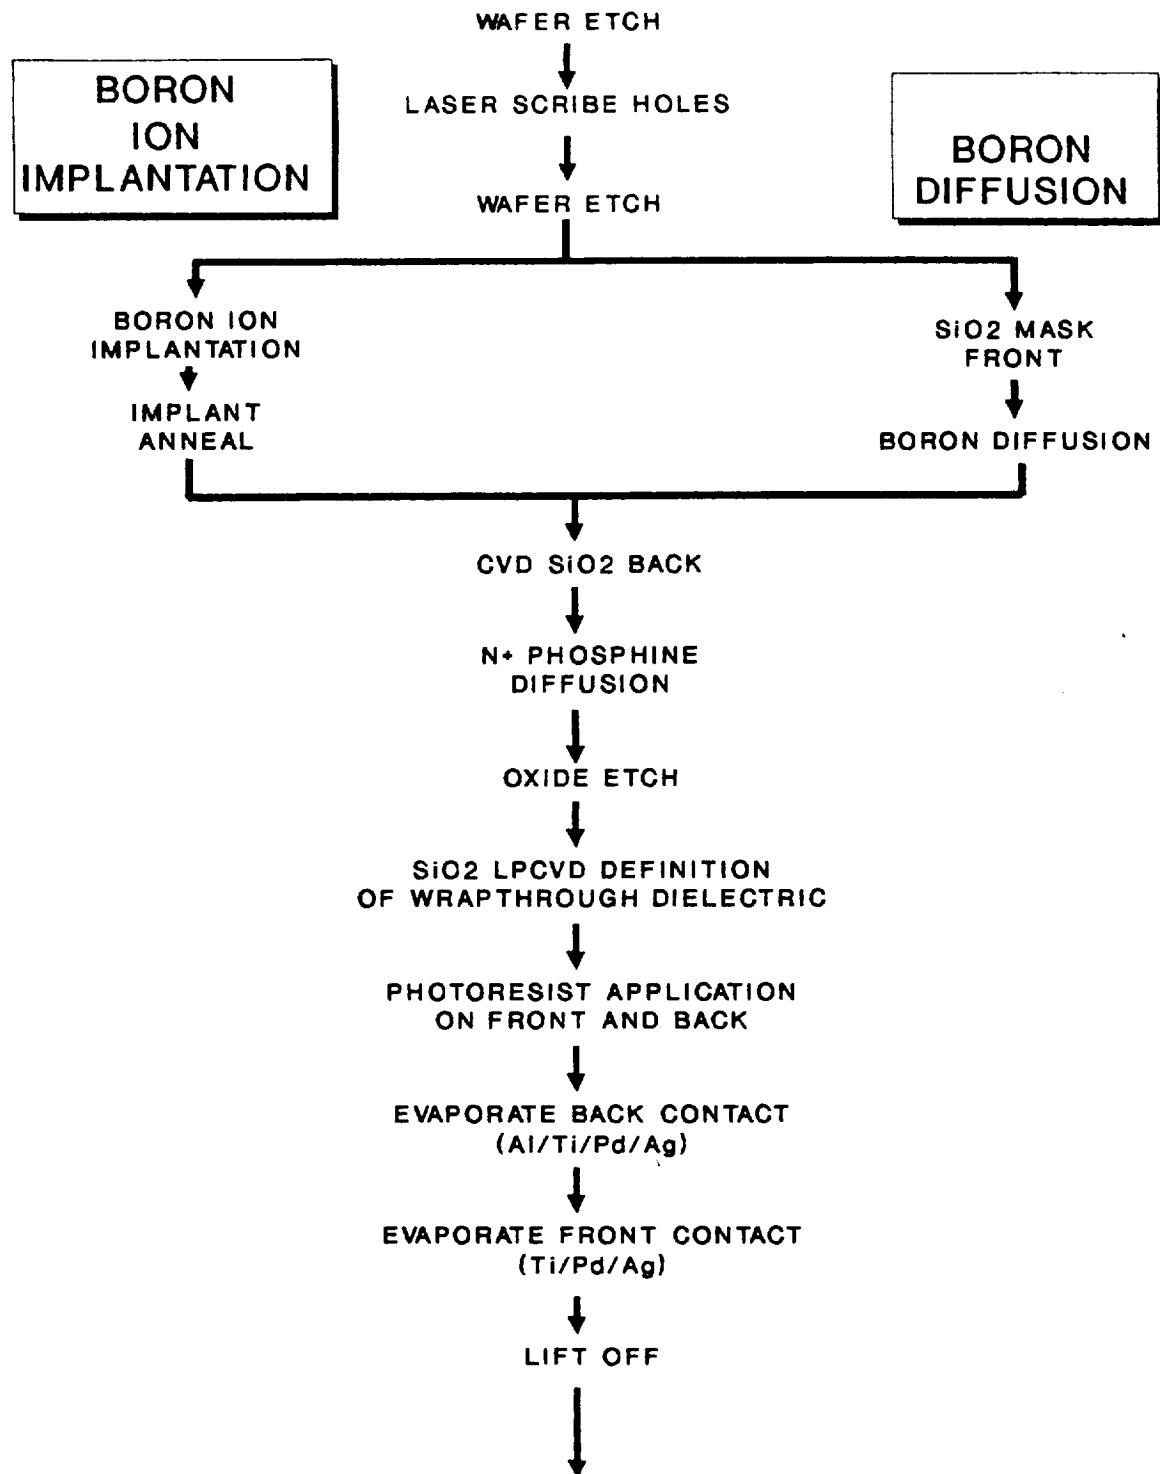 WAFER ETCH
LASER SCRIBE HOLES
WAFER ETCH
BORON
ION
IMPLANTATION
BORON
DIFFUSION
BORON ION
IMPLANTATION
IMPLANT
ANNEAL
SiO2 MASK
FRONT
BORON DIFFUSION
CVD SiO2 BACK
N+ PHOSPHINE
DIFFUSION
OXIDE ETCH
SiO2 LPCVD DEFINITION
OF WRAPTHROUGH DIELECTRIC
PHOTORESIST APPLICATION
ON FRONT AND BACK
EVAPORATE BACK CONTACT
(Al/Ti/Pd/Ag)
EVAPORATE FRONT CONTACT
(Ti/Pd/Ag)
LIFT OFF